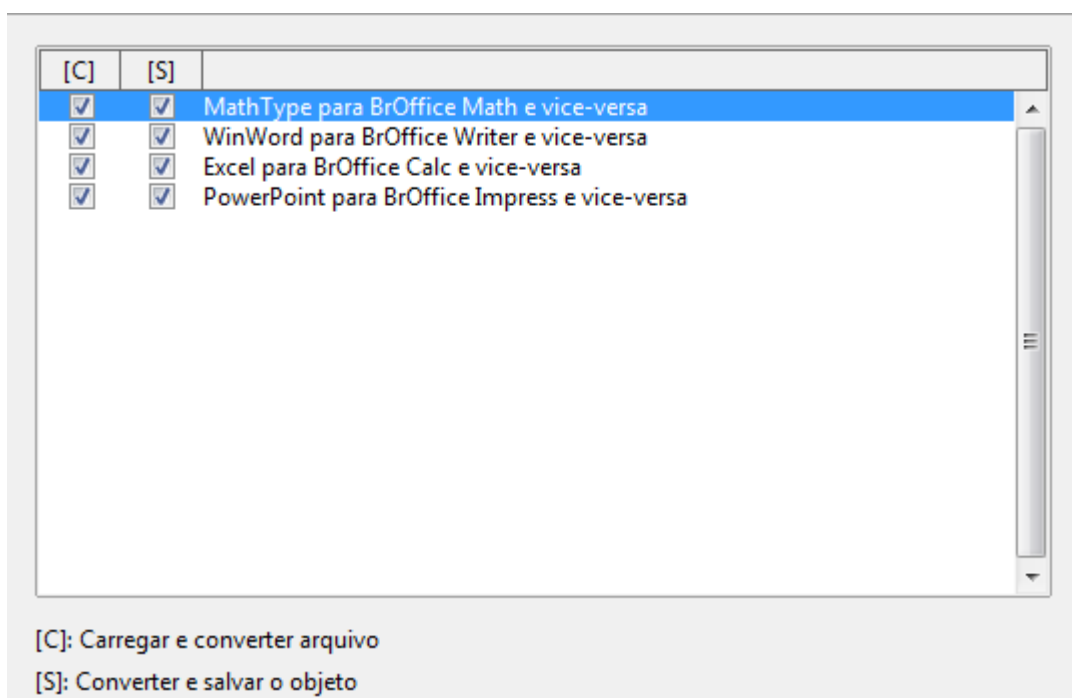 [C] [S]
MathType para BrOffice Math e vice-versa
WinWord para BrOffice Writer e vice-versa
Excel para BrOffice Calc e vice-versa
PowerPoint para BrOffice Impress e vice-versa
[C]: Carregar e converter arquivo
[S]: Converter e salvar o objeto